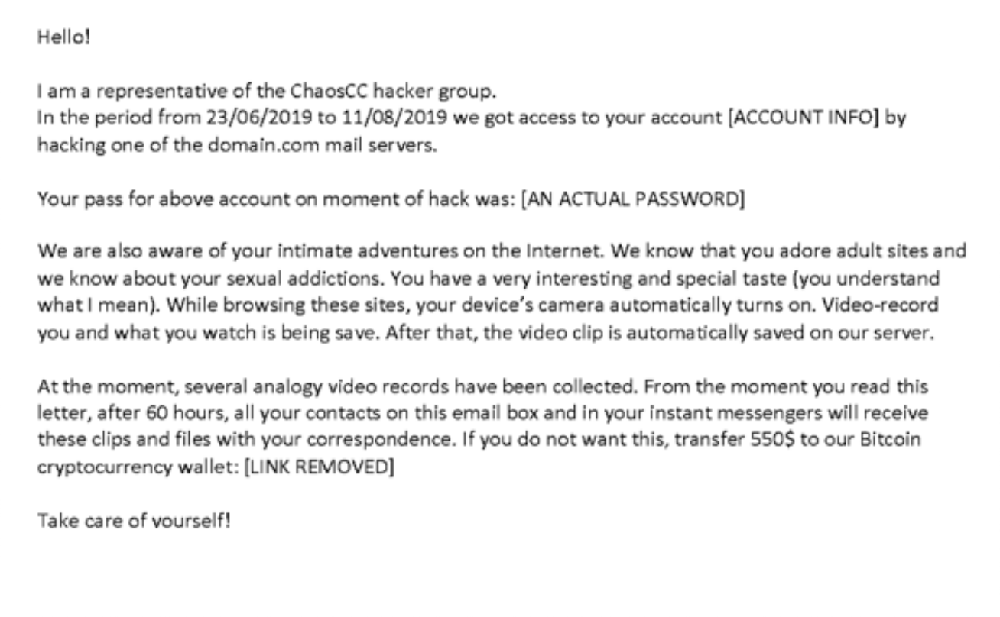 Hello!
I am a representative of the ChaosCC hacker group.
In the period from 23/06/2019 to 11/08/2019 we got access to your account [ACCOUNT INFO] by
hacking one of the domain.com mail servers.
Your pass for above account on moment of hack was: [AN ACTUAL PASSWORD]
We are also aware of your intimate adventures on the Internet. We know that you adore adult sites and
we know about your sexual addictions. You have a very interesting and special taste (you understand
what I mean). While browsing these sites, your device’s camera automatically turns on. Video-record
you and what you watch is being save. After that, the video clip is automatically saved on our server.
At the moment, several analogy video records have been collected. From the moment you read this
letter, after 60 hours, all your contacts on this email box and in your instant messengers will receive
these clips and files with your correspondence. If you do not want this, transfer 550$ to our Bitcoin
cryptocurrency wallet: [LINK REMOVED]
Take care of yourself!